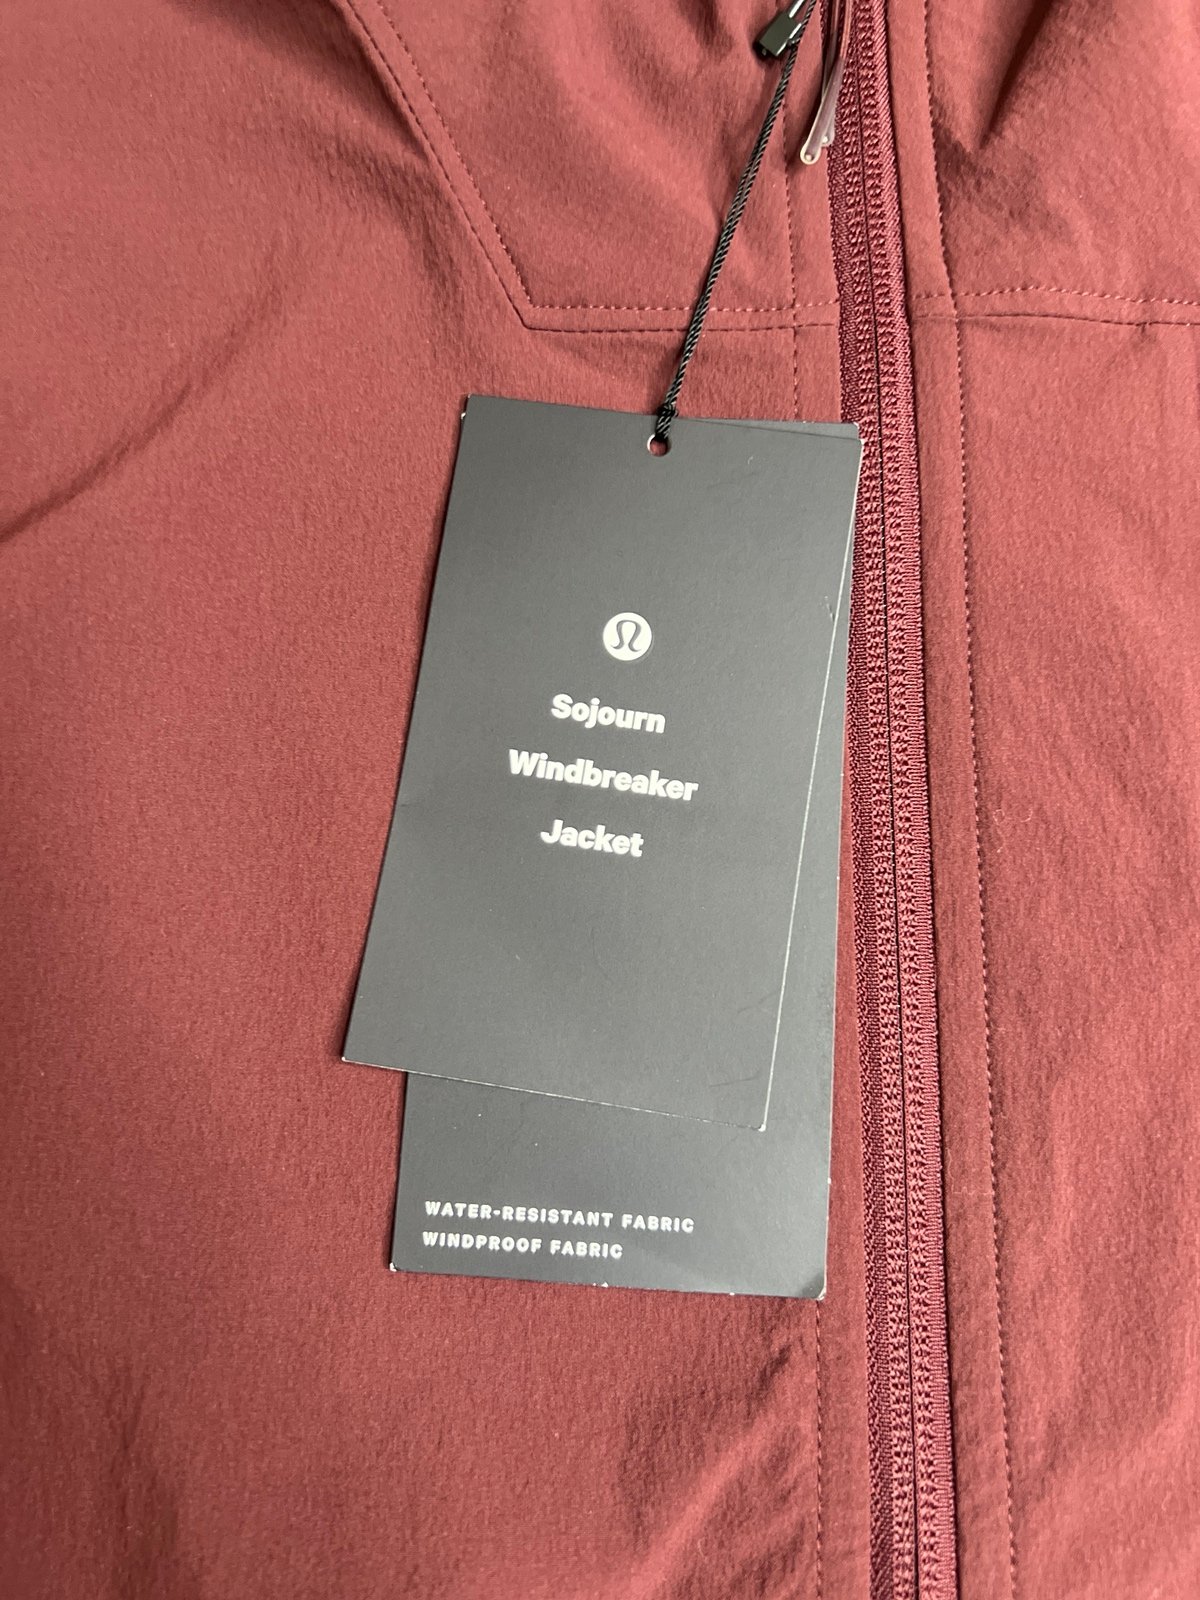 Sojourn
Windbreaker
Jacket
WATER-RESISTANT FABRIC
WINDPROOF FABRIC